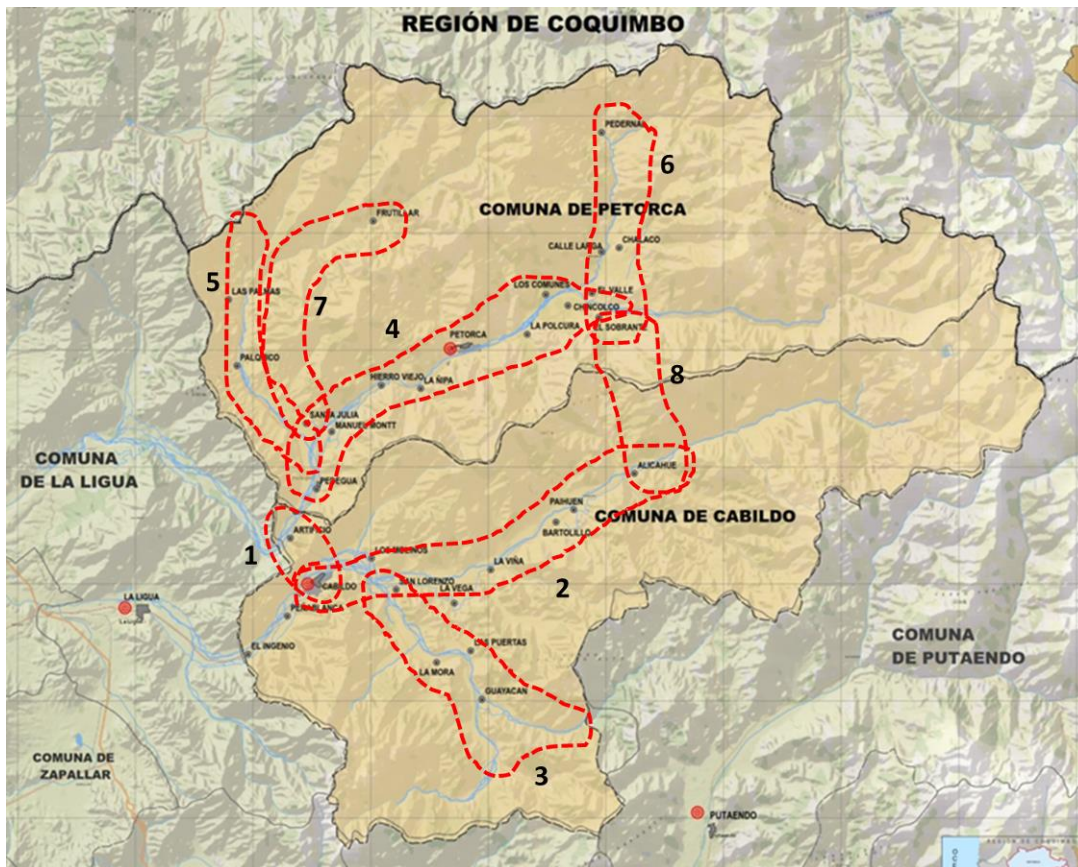 REGIÓN DE COQUIMBO
PEDERNAL
6
FRUTILLAR
COMUNA DE PETORCA
CALLE LARGA
CHALACO
5
LAS PALMAS
7
LOS COMUNES
EL VALLE
CHINCOLCO
4
EL SOBRANTE
PETORCA
LA POLCURA
PALQUICO
8
HIERRO VIEJO
LA ÑIPA
SANTA JULIA
MANUEL MONTT
COMUNA
DE LA LIGUA
PEDEGUA
ALICAHUE
PAIHUEN
COMUNA DE CABILDO
BARTOLILLO
ARTIFICIO
1
LOS MOLINOS
LA VIÑA
CABILDO
SAN LORENZO
2
LA VEGA
LA LIGUA
PEÑABLANCA
EL INGENIO
LAS PUERTAS
COMUNA
DE PUTAENDO
LA MORA
GUAYACAN
COMUNA DE
ZAPALLAR
3
PUTAENDO
REGION DE COQUIMBO